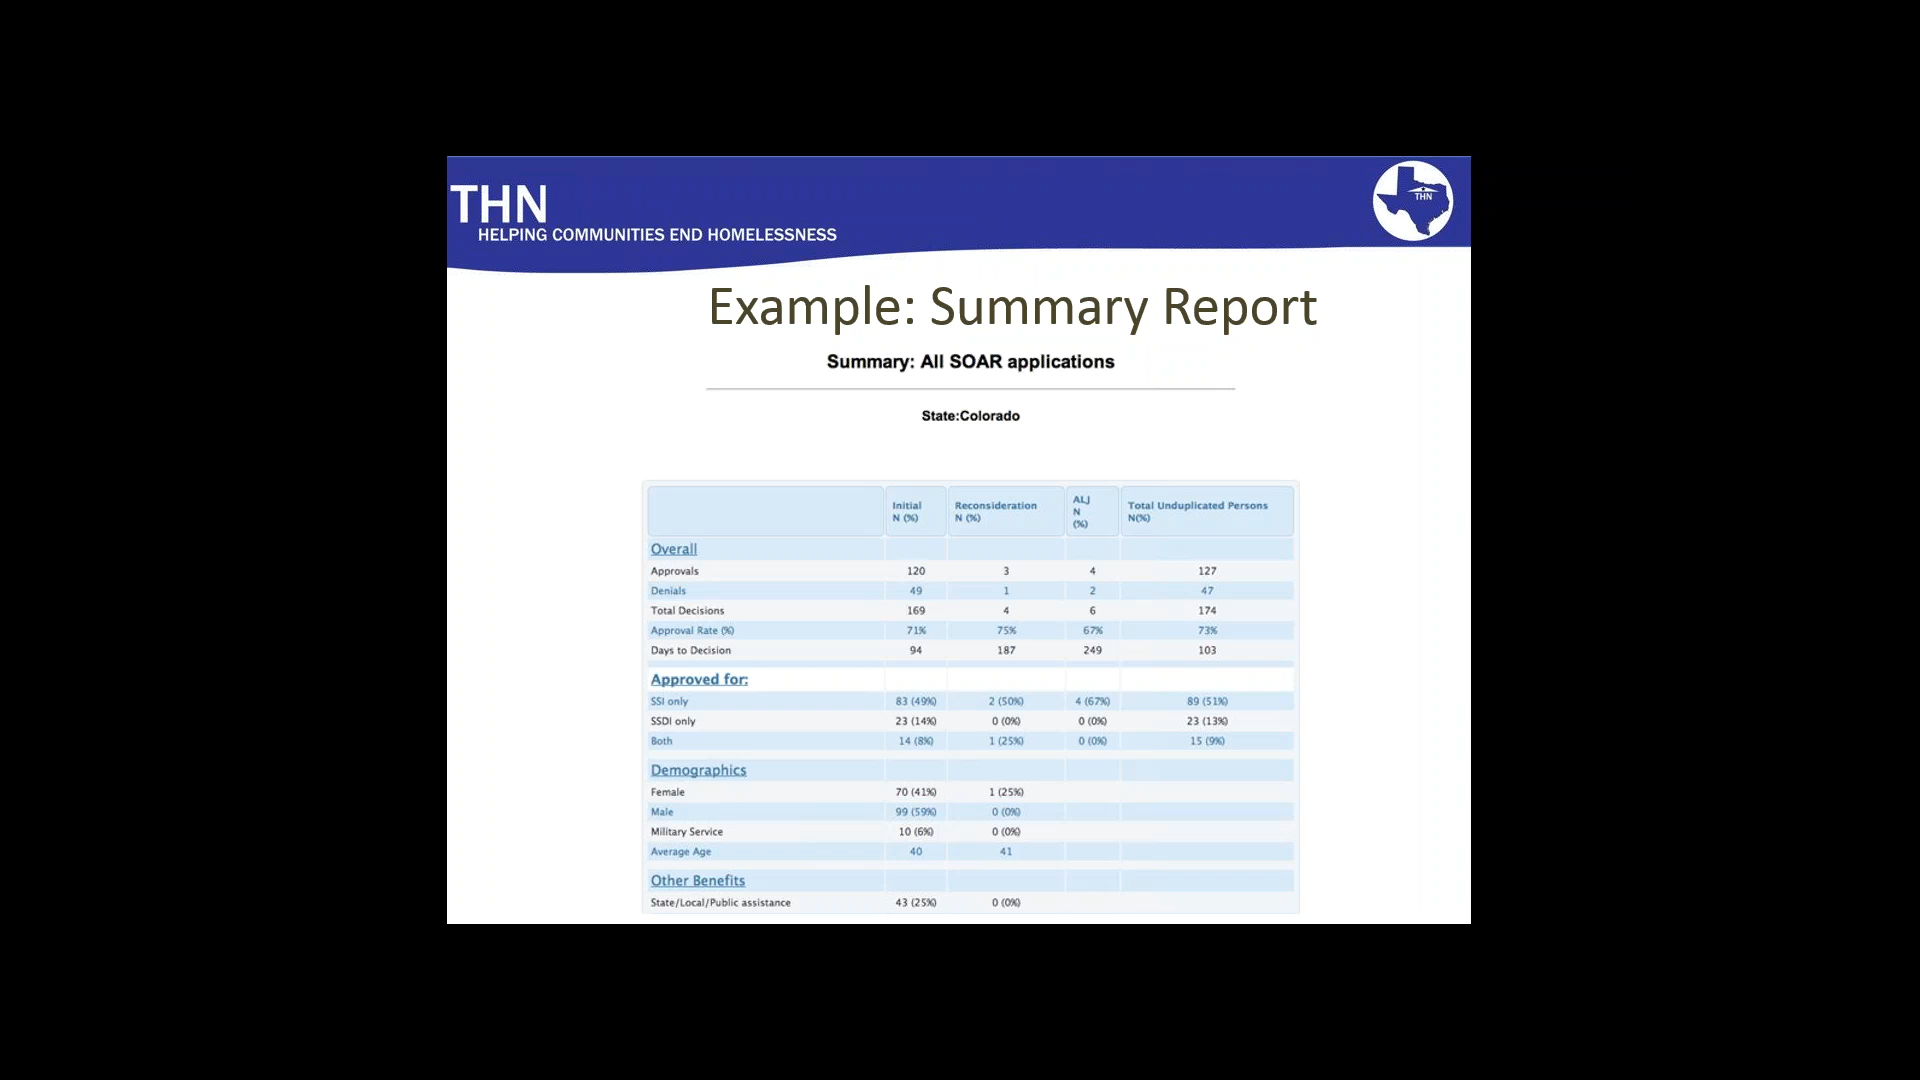 THN
HELPING COMMUNITIES END HOMELESSNESS
THN
Example: Summary Report
Summary: All SOAR applications
State:Colorado
Initial N (%) Reconsideration N (%) ALJ N (%) Total Unduplicated Persons N(%)
Overall
Approvals 120 3 4 127
Denials 49 1 2 47
Total Decisions 169 4 6 174
Approval Rate (%) 71% 75% 67% 73%
Days to Decision 94 187 249 103
Approved for:
SSI only 83 (49%) 2 (50%) 4 (67%) 89 (51%)
SSDI only 23 (14%) 0 (0%) 0 (0%) 23 (13%)
Both 14 (8%) 1 (25%) 0 (0%) 15 (9%)
Demographics
Female 70 (41%) 1 (25%)
Male 99 (59%) 0 (0%)
Military Service 10 (6%) 0 (0%)
Average Age 40 41
Other Benefits
State/Local/Public assistance 43 (25%) 0 (0%)